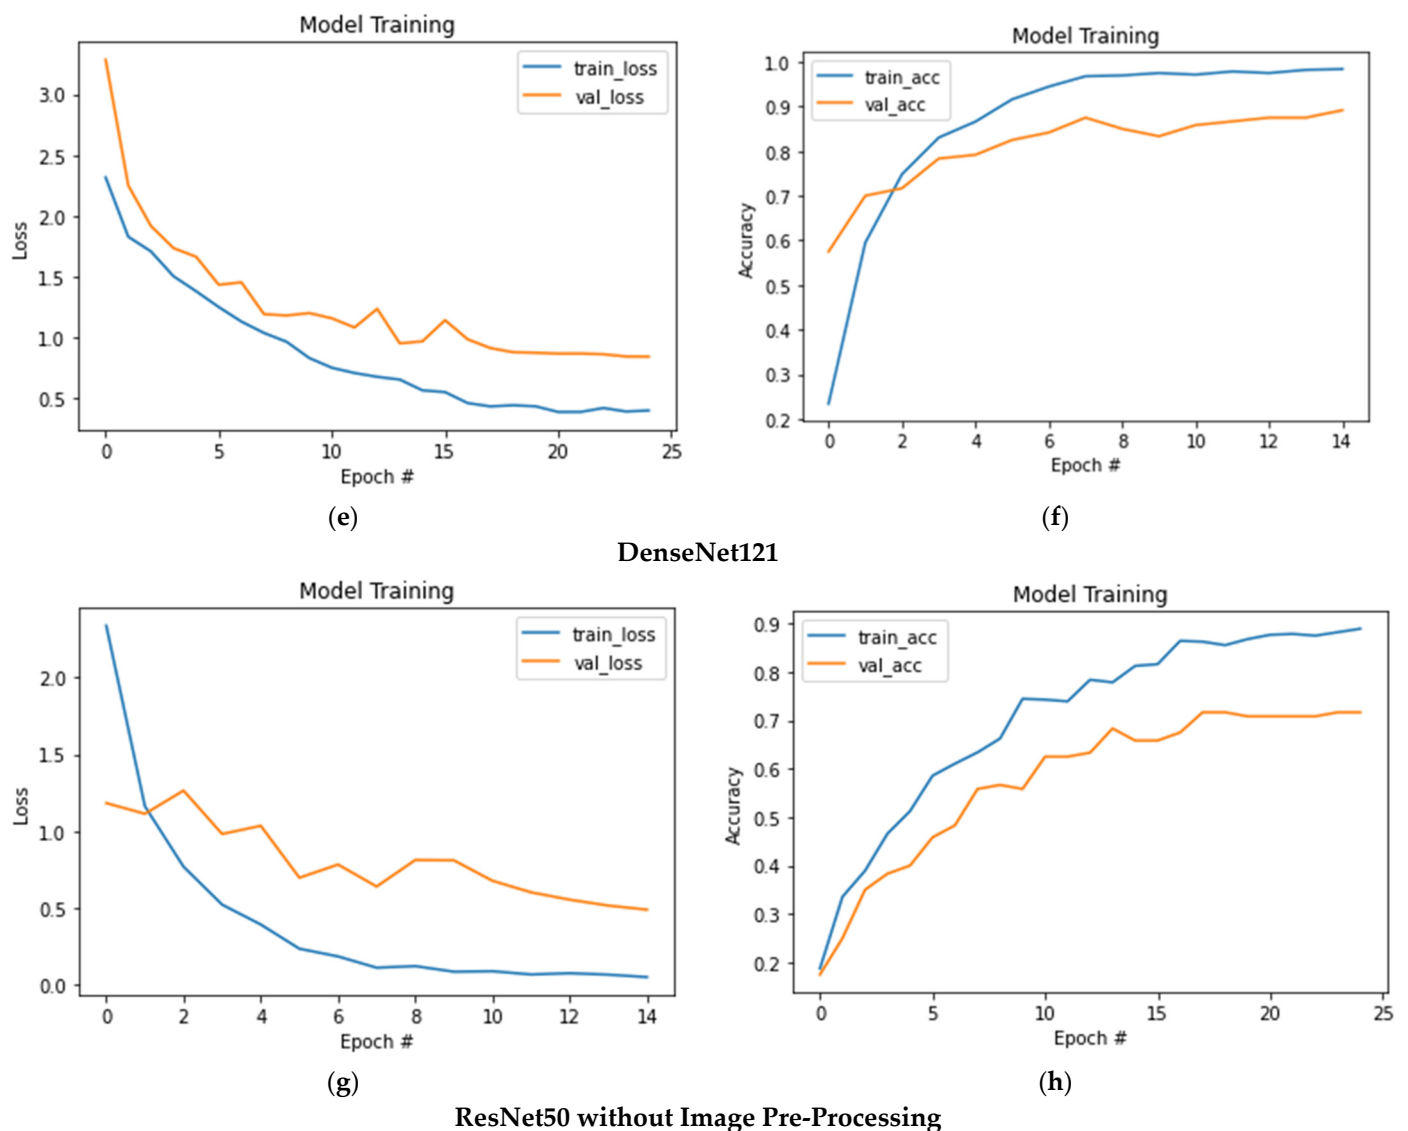 Model Training
train_loss
val_loss
3.0
2.5
2.0
1.5
1.0
0.5
Loss
0 5 10 15 20 25
Epoch #
(e)
Model Training
train_acc
val_acc
1.0
0.9
0.8
0.7
0.6
0.5
0.4
0.3
0.2
Accuracy
0 2 4 6 8 10 12 14
Epoch #
(f)
DenseNet121
Model Training
train_loss
val_loss
2.0
1.5
1.0
0.5
0.0
Loss
0 2 4 6 8 10 12 14
Epoch #
(g)
Model Training
train_acc
val_acc
0.9
0.8
0.7
0.6
0.5
0.4
0.3
0.2
Accuracy
0 5 10 15 20 25
Epoch #
(h)
ResNet50 without Image Pre-Processing